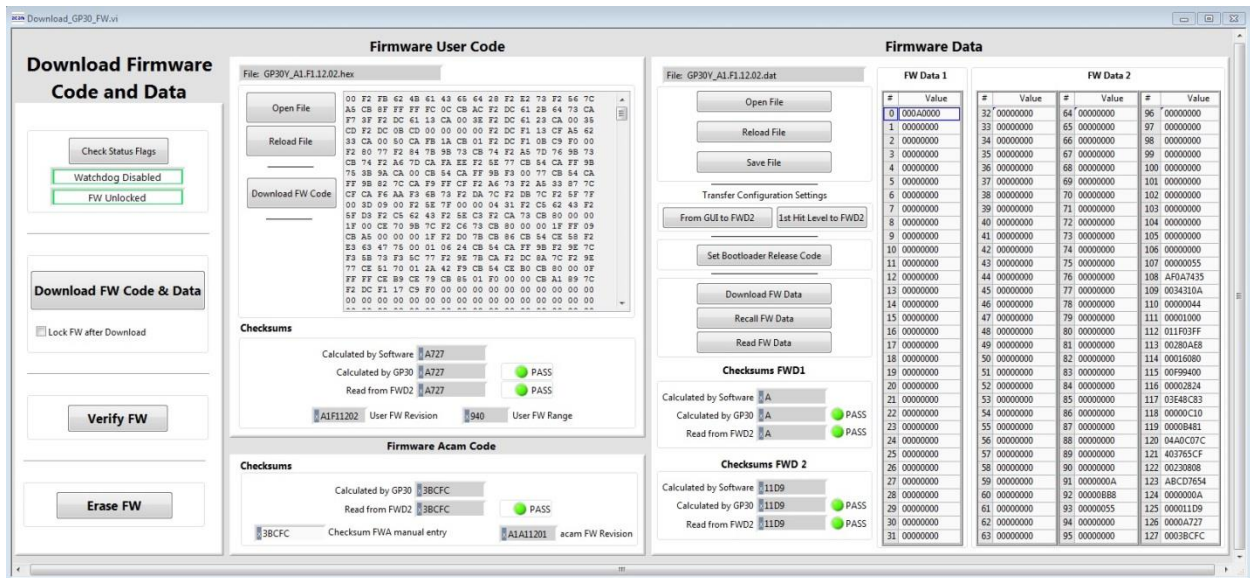 Download_GP30_FW.vi
Download Firmware
Code and Data
Check Status Flags
Watchdog Disabled
FW Unlocked
Download FW Code & Data
Lock FW after Download
Verify FW
Erase FW
Firmware User Code
File: GP30Y_A1.F1.12.02.hex
Open File
Reload File
Download FW Code
00 F2 FB 62 4B 61 43 65 64 28 F2 E2 73 F2 56 7C
A5 CB 8F FF FF FC 0C CB AC F2 DC 61 2B 64 73 CA
F7 3F F2 DC 61 13 CA 00 3E F2 DC 61 23 CA 00 35
CD F2 DC 0B CD 00 00 00 00 F2 DC F1 13 CF A5 62
33 CA 00 50 CA FB 1A CB 01 F2 DC F1 0B C9 F0 00
F2 80 77 F2 84 7B 9B 73 CB 74 F2 A5 7D 76 9B 73
CB 74 F2 A6 7D CA FA EE F2 5E 77 CB 54 CA FF 9B
75 3B 9A CA 00 CB 54 CA FF 9B F3 00 77 CB 54 CA
FF 9B 82 7C CA F9 FF CF F2 A6 73 F2 A5 33 87 7C
CF CA F6 AA F3 6B 73 F2 DA 7C F2 DB 7C F2 5F 7F
00 3D 09 00 F2 5E 7F 00 00 04 31 F2 C5 62 43 F2
5F D3 F2 C5 62 43 F2 5E C3 F2 CA 73 CB 80 00 00
1F 00 CE 70 9B 7C F2 C6 73 CB 80 00 00 1F FF 09
CB A5 00 00 00 1F F2 D0 7B CB 86 CB 54 CE 58 F2
E3 63 47 75 00 01 06 24 CB 54 CA FF 9B F2 9E 7C
F3 5B 73 F3 5C 77 F2 9E 7B CA F2 DC 8A 7C F2 9E
77 CE 51 70 01 2A 42 F9 CB 54 CE B0 CB 80 00 0F
FF FF CE B9 CE 79 CB 85 01 F0 00 00 CB A1 89 7C
F2 DC F1 17 C9 F0 00 00 00 00 00 00 00 00 00 00
00 00 00 00 00 00 00 00 00 00 00 00 00 00 00 00
Checksums
Calculated by Software A727
Calculated by GP30 A727 PASS
Read from FWD2 A727 PASS
A1F11202 User FW Revision 940 User FW Range
Firmware Acam Code
Checksums
Calculated by GP30 3BCFC
Read from FWD2 3BCFC PASS
3BCFC Checksum FWA manual entry A1A11201 acam FW Revision
Firmware Data
File: GP30Y_A1.F1.12.02.dat
Open File
Reload File
Save File
Transfer Configuration Settings
From GUI to FWD2 1st Hit Level to FWD2
Set Bootloader Release Code
Download FW Data
Recall FW Data
Read FW Data
Checksums FWD1
Calculated by Software A
Calculated by GP30 A PASS
Read from FWD2 A PASS
Checksums FWD 2
Calculated by Software 11D9
Calculated by GP30 11D9 PASS
Read from FWD2 11D9 PASS
FW Data 1 FW Data 2
# Value # Value # Value # Value
0 000A0000 32 00000000 64 00000000 96 00000000
1 00000000 33 00000000 65 00000000 97 00000000
2 00000000 34 00000000 66 00000000 98 00000000
3 00000000 35 00000000 67 00000000 99 00000000
4 00000000 36 00000000 68 00000000 100 00000000
5 00000000 37 00000000 69 00000000 101 00000000
6 00000000 38 00000000 70 00000000 102 00000000
7 00000000 39 00000000 71 00000000 103 00000000
8 00000000 40 00000000 72 00000000 104 00000000
9 00000000 41 00000000 73 00000000 105 00000000
10 00000000 42 00000000 74 00000000 106 00000000
11 00000000 43 00000000 75 00000000 107 00000055
12 00000000 44 00000000 76 00000000 108 AF0A7435
13 00000000 45 00000000 77 00000000 109 0034310A
14 00000000 46 00000000 78 00000000 110 00000044
15 00000000 47 00000000 79 00000000 111 00001000
16 00000000 48 00000000 80 00000000 112 011F03FF
17 00000000 49 00000000 81 00000000 113 00280AE8
18 00000000 50 00000000 82 00000000 114 00016080
19 00000000 51 00000000 83 00000000 115 00F99400
20 00000000 52 00000000 84 00000000 116 00002824
21 00000000 53 00000000 85 00000000 117 03E48C83
22 00000000 54 00000000 86 00000000 118 00000C10
23 00000000 55 00000000 87 00000000 119 0000B481
24 00000000 56 00000000 88 00000000 120 04A0C07C
25 00000000 57 00000000 89 00000000 121 403765CF
26 00000000 58 00000000 90 00000000 122 00230808
27 00000000 59 00000000 91 0000000A 123 ABCD7654
28 00000000 60 00000000 92 00000BB8 124 0000000A
29 00000000 61 00000000 93 00000055 125 000011D9
30 00000000 62 00000000 94 00000000 126 0000A727
31 00000000 63 00000000 95 00000000 127 0003BCFC